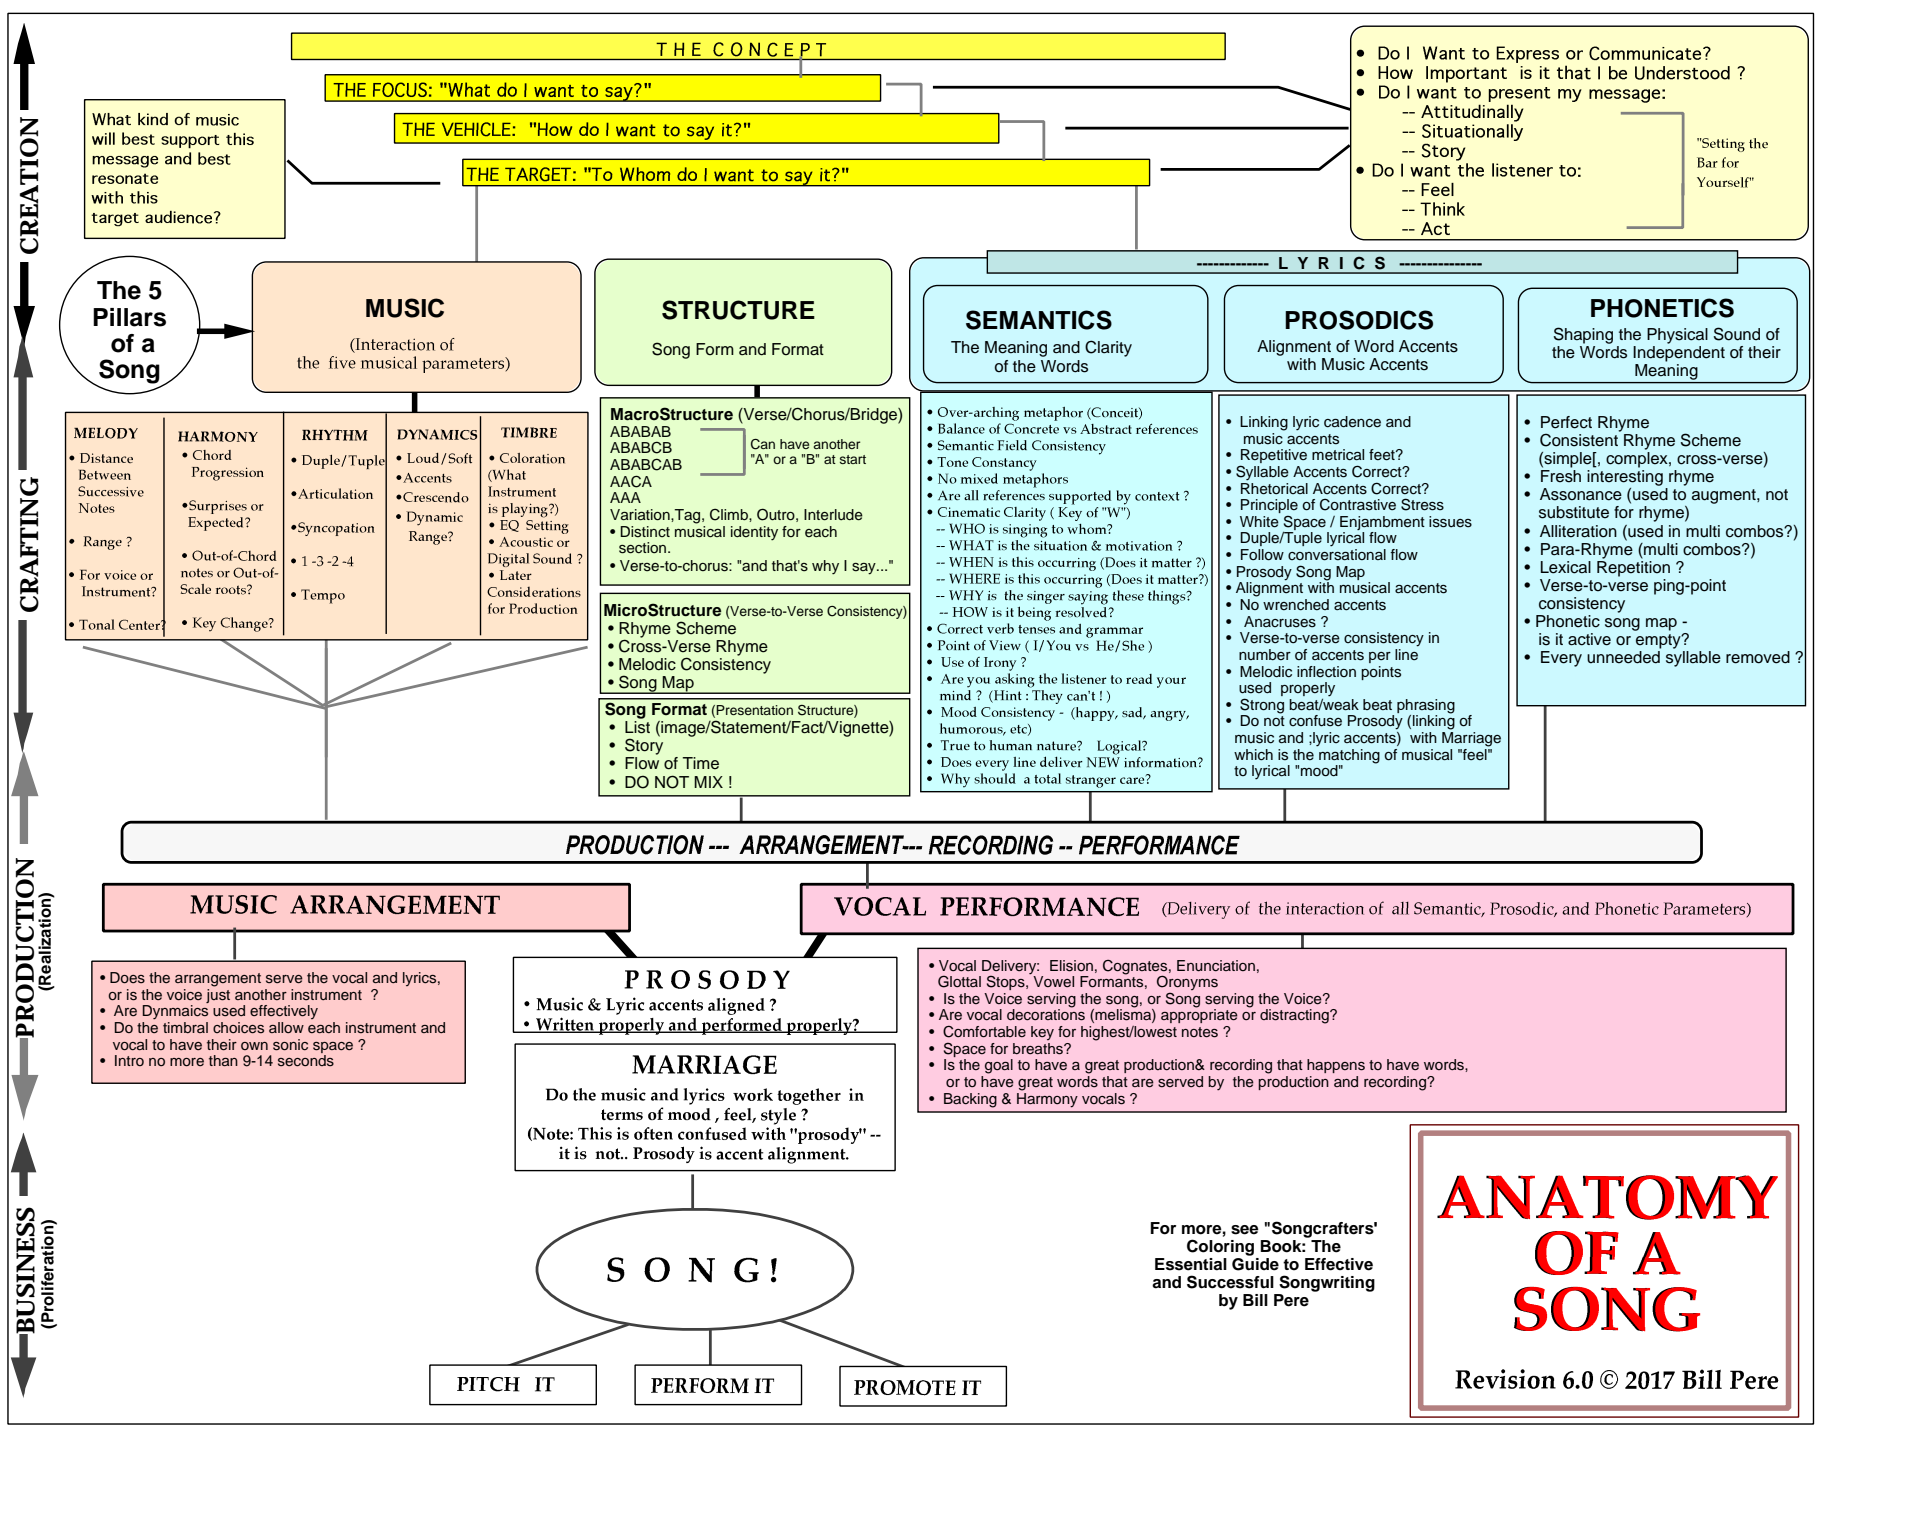 THE CONCEPT
THE FOCUS: "What do I want to say?"
THE VEHICLE:  "How do I want to say it?"
THE TARGET: "To Whom do I want to say it?"
What kind of music
will best support this
message and best
resonate
with this
target audience?
• Do I Want to Express or Communicate?
• How Important is it that I be Understood ?
• Do I want to present my message:
-- Attitudinally
-- Situationally
-- Story
• Do I want the listener to:
-- Feel
-- Think
-- Act
"Setting the
Bar for
Yourself"
CREATION
CRAFTING
PRODUCTION
(Realization)
BUSINESS
(Proliferation)
The 5
Pillars
of a
Song
MUSIC
(Interaction of
the five musical parameters)
STRUCTURE
Song Form and Format
------------- L Y R I C S ---------------
SEMANTICS
The Meaning and Clarity
of the Words
PROSODICS
Alignment of Word Accents
with Music Accents
PHONETICS
Shaping the Physical Sound of
the Words Independent of their
Meaning
MELODY
• Distance
Between
Successive
Notes
• Range ?
• For voice or
Instrument?
• Tonal Center?
HARMONY
• Chord
Progression
•Surprises or
Expected?
• Out-of-Chord
notes or Out-of-
Scale roots?
• Key Change?
RHYTHM
• Duple/Tuple
•Articulation
•Syncopation
• 1 -3 -2 -4
• Tempo
DYNAMICS
• Loud/Soft
•Accents
•Crescendo
• Dynamic
Range?
TIMBRE
• Coloration
(What
Instrument
is playing?)
• EQ Setting
• Acoustic or
Digital Sound ?
• Later
Considerations
for Production
MacroStructure (Verse/Chorus/Bridge)
ABABAB
ABABCB
ABABCAB
AACA
AAA
Can have another
"A" or a "B" at start
Variation,Tag, Climb, Outro, Interlude
• Distinct musical identity for each
section.
• Verse-to-chorus: "and that's why I say..."
MicroStructure (Verse-to-Verse Consistency)
• Rhyme Scheme
• Cross-Verse Rhyme
• Melodic Consistency
• Song Map
Song Format (Presentation Structure)
• List (image/Statement/Fact/Vignette)
• Story
• Flow of Time
• DO NOT MIX !
• Over-arching metaphor (Conceit)
• Balance of Concrete vs Abstract references
• Semantic Field Consistency
• Tone Constancy
• No mixed metaphors
• Are all references supported by context ?
• Cinematic Clarity ( Key of "W")
-- WHO is singing to whom?
-- WHAT is the situation & motivation ?
-- WHEN is this occurring (Does it matter ?)
-- WHERE is this occurring (Does it matter?)
-- WHY is the singer saying these things?
-- HOW is it being resolved?
• Correct verb tenses and grammar
• Point of View ( I/You vs He/She )
• Use of Irony ?
• Are you asking the listener to read your
mind ? (Hint : They can't ! )
• Mood Consistency - (happy, sad, angry,
humorous, etc)
• True to human nature? Logical?
• Does every line deliver NEW information?
• Why should a total stranger care?
• Linking lyric cadence and
music accents
• Repetitive metrical feet?
• Syllable Accents Correct?
• Rhetorical Accents Correct?
• Principle of Contrastive Stress
• White Space / Enjambment issues
• Duple/Tuple lyrical flow
• Follow conversational flow
• Prosody Song Map
• Alignment with musical accents
• No wrenched accents
• Anacruses ?
• Verse-to-verse consistency in
number of accents per line
• Melodic inflection points
used properly
• Strong beat/weak beat phrasing
• Do not confuse Prosody (linking of
music and ;lyric accents) with Marriage
which is the matching of musical "feel"
to lyrical "mood"
• Perfect Rhyme
• Consistent Rhyme Scheme
(simple[, complex, cross-verse)
• Fresh interesting rhyme
• Assonance (used to augment, not
substitute for rhyme)
• Alliteration (used in multi combos?)
• Para-Rhyme (multi combos?)
• Lexical Repetition ?
• Verse-to-verse ping-point
consistency
• Phonetic song map -
is it active or empty?
• Every unneeded syllable removed ?
PRODUCTION --- ARRANGEMENT--- RECORDING -- PERFORMANCE
MUSIC ARRANGEMENT
VOCAL PERFORMANCE (Delivery of the interaction of all Semantic, Prosodic, and Phonetic Parameters)
• Does the arrangement serve the vocal and lyrics,
or is the voice just another instrument ?
• Are Dynmaics used effectively
• Do the timbral choices allow each instrument and
vocal to have their own sonic space ?
• Intro no more than 9-14 seconds
PROSODY
• Music & Lyric accents aligned ?
• Written properly and performed properly?
MARRIAGE
Do the music and lyrics work together in
terms of mood , feel, style ?
(Note: This is often confused with "prosody" --
it is not.. Prosody is accent alignment.
• Vocal Delivery: Elision, Cognates, Enunciation,
Glottal Stops, Vowel Formants, Oronyms
• Is the Voice serving the song, or Song serving the Voice?
• Are vocal decorations (melisma) appropriate or distracting?
• Comfortable key for highest/lowest notes ?
• Space for breaths?
• Is the goal to have a great production& recording that happens to have words,
or to have great words that are served by the production and recording?
• Backing & Harmony vocals ?
SONG!
PITCH IT
PERFORM IT
PROMOTE IT
For more, see "Songcrafters'
Coloring Book: The
Essential Guide to Effective
and Successful Songwriting
by Bill Pere
ANATOMY
OF A
SONG
Revision 6.0 © 2017 Bill Pere